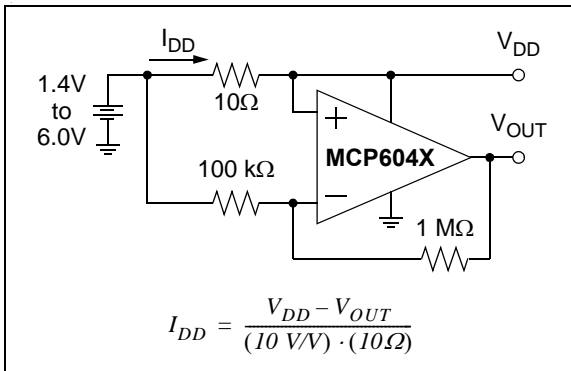 I_DD
V_DD
1.4V
to
6.0V
10Ω
V_OUT
+
MCP604X
100 kΩ
−
1 MΩ
I_DD = (V_DD − V_OUT) / ((10 V/V) · (10Ω))